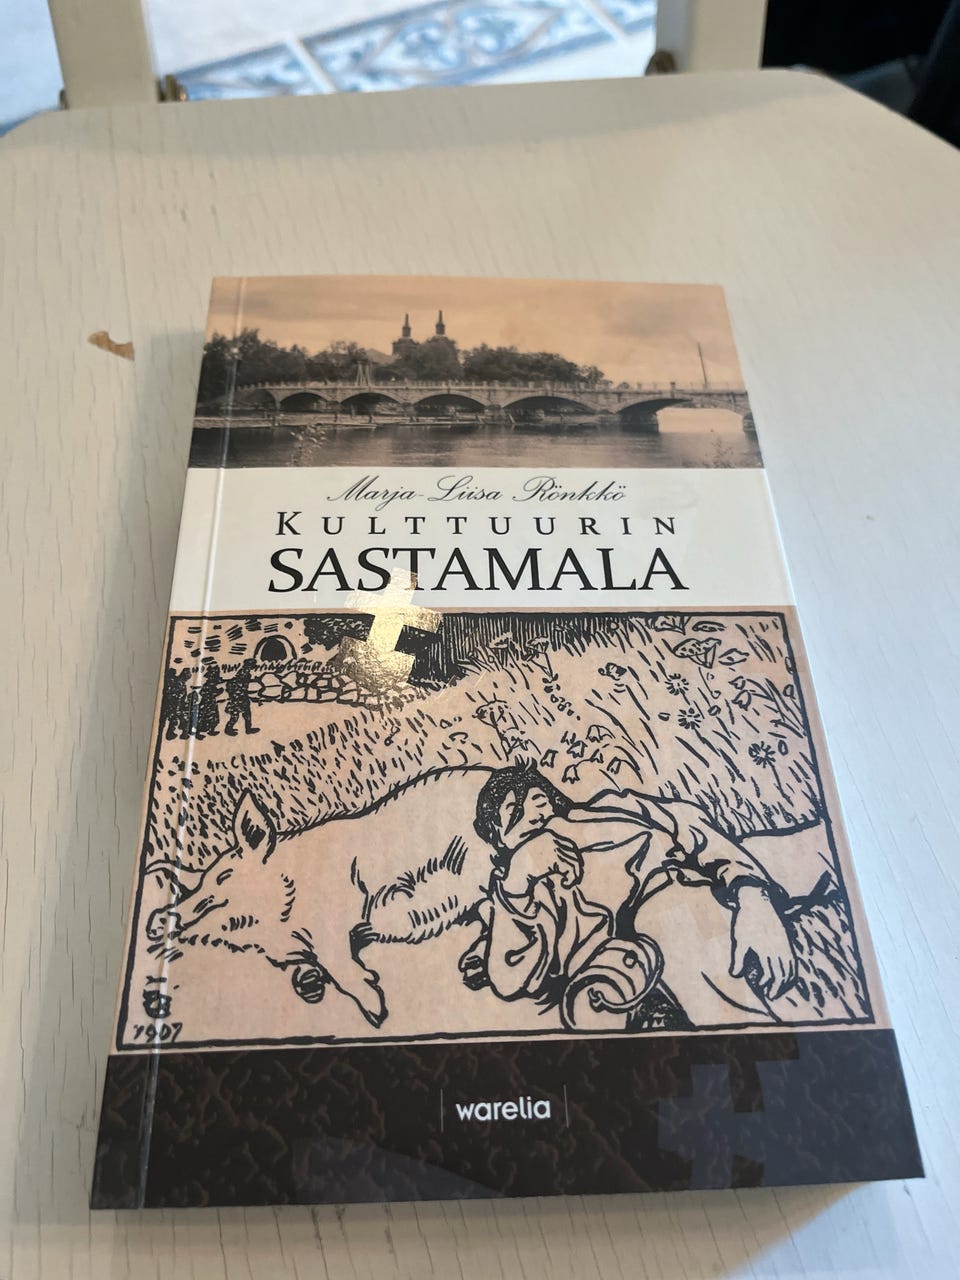 Marja-Liisa Rönkkö
KULTTUURIN
SASTAMALA
1907
warelia